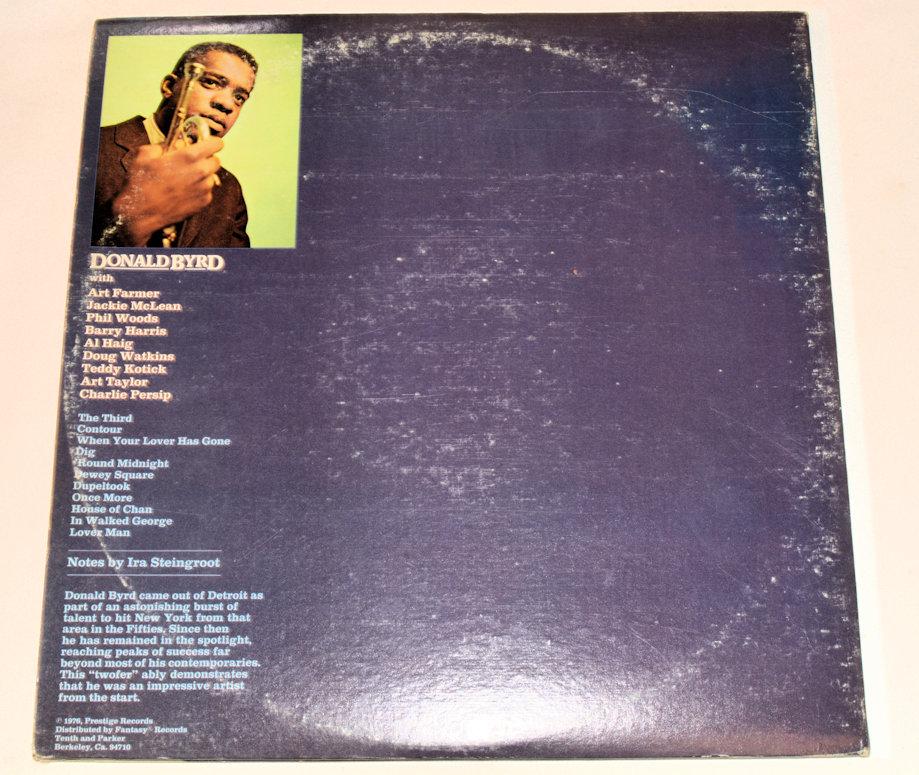 DONALD BYRD
with
Art Farmer
Jackie McLean
Phil Woods
Barry Harris
Al Haig
Doug Watkins
Teddy Kotick
Art Taylor
Charlie Persip
The Third
Contour
When Your Lover Has Gone
Dig
'Round Midnight
Dewey Square
Dupeltook
Once More
House of Chan
In Walked George
Lover Man
Notes by Ira Steingroot
Donald Byrd came out of Detroit as
part of an astonishing burst of
talent to hit New York from that
area in the Fifties. Since then
he has remained in the spotlight,
reaching peaks of success far
beyond most of his contemporaries.
This “twofer” ably demonstrates
that he was an impressive artist
from the start.
℗ 1976, Prestige Records
Distributed by Fantasy® Records
Tenth and Parker
Berkeley, Ca. 94710